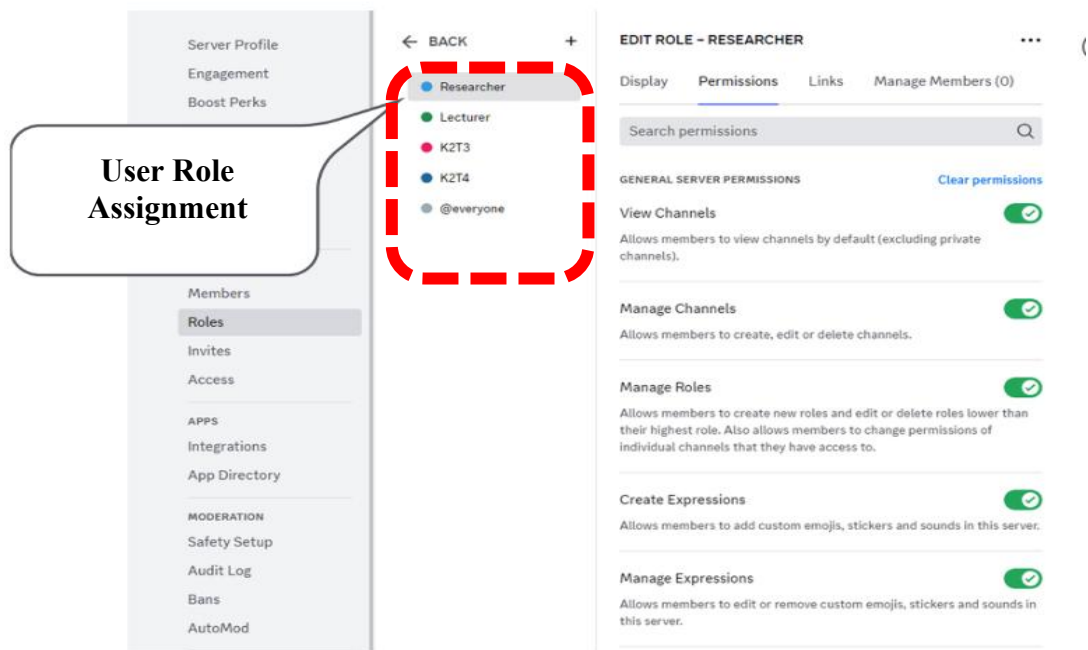 Server Profile
Engagement
Boost Perks
User Role
Assignment
Members
Roles
Invites
Access
APPS
Integrations
App Directory
MODERATION
Safety Setup
Audit Log
Bans
AutoMod
← BACK +
Researcher
Lecturer
K2T3
K2T4
@everyone
EDIT ROLE – RESEARCHER ...
Display Permissions Links Manage Members (0)
Search permissions
GENERAL SERVER PERMISSIONS Clear permissions
View Channels
Allows members to view channels by default (excluding private
channels).
Manage Channels
Allows members to create, edit or delete channels.
Manage Roles
Allows members to create new roles and edit or delete roles lower than
their highest role. Also allows members to change permissions of
individual channels that they have access to.
Create Expressions
Allows members to add custom emojis, stickers and sounds in this server.
Manage Expressions
Allows members to edit or remove custom emojis, stickers and sounds in
this server.